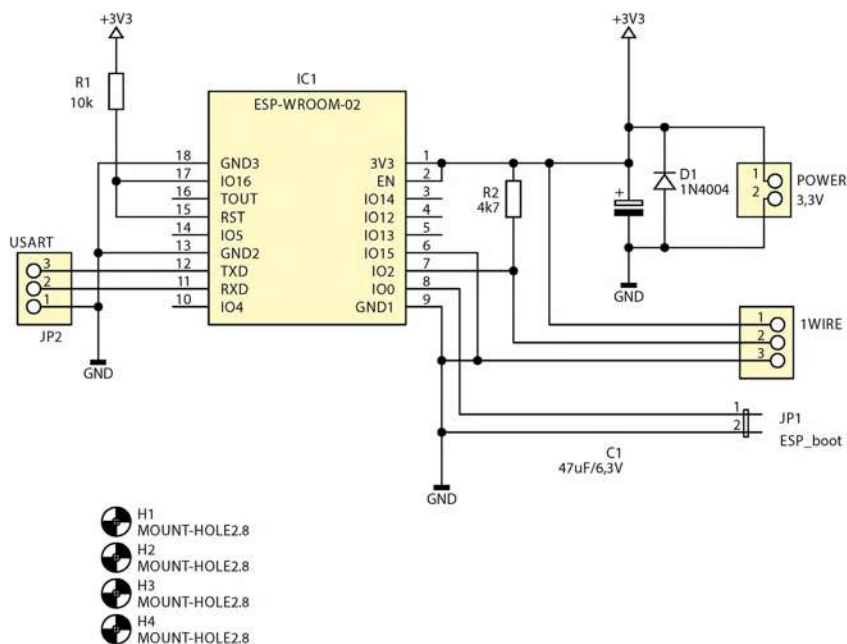 +3V3
R1
10k
IC1
ESP-WROOM-02
18 GND3
17 IO16
16 TOUT
15 RST
14 IO5
13 GND2
12 TXD
11 RXD
10 IO4
3V3 1
EN 2
IO14 3
IO12 4
IO13 5
IO15 6
IO2 7
IO0 8
GND1 9
USART
3
2
1
JP2
GND
R2
4k7
+3V3
+
D1
1N4004
GND
1
2
POWER
3,3V
1
2
3
1WIRE
1
2
JP1
ESP_boot
C1
47uF/6,3V
GND
H1
MOUNT-HOLE2.8
H2
MOUNT-HOLE2.8
H3
MOUNT-HOLE2.8
H4
MOUNT-HOLE2.8